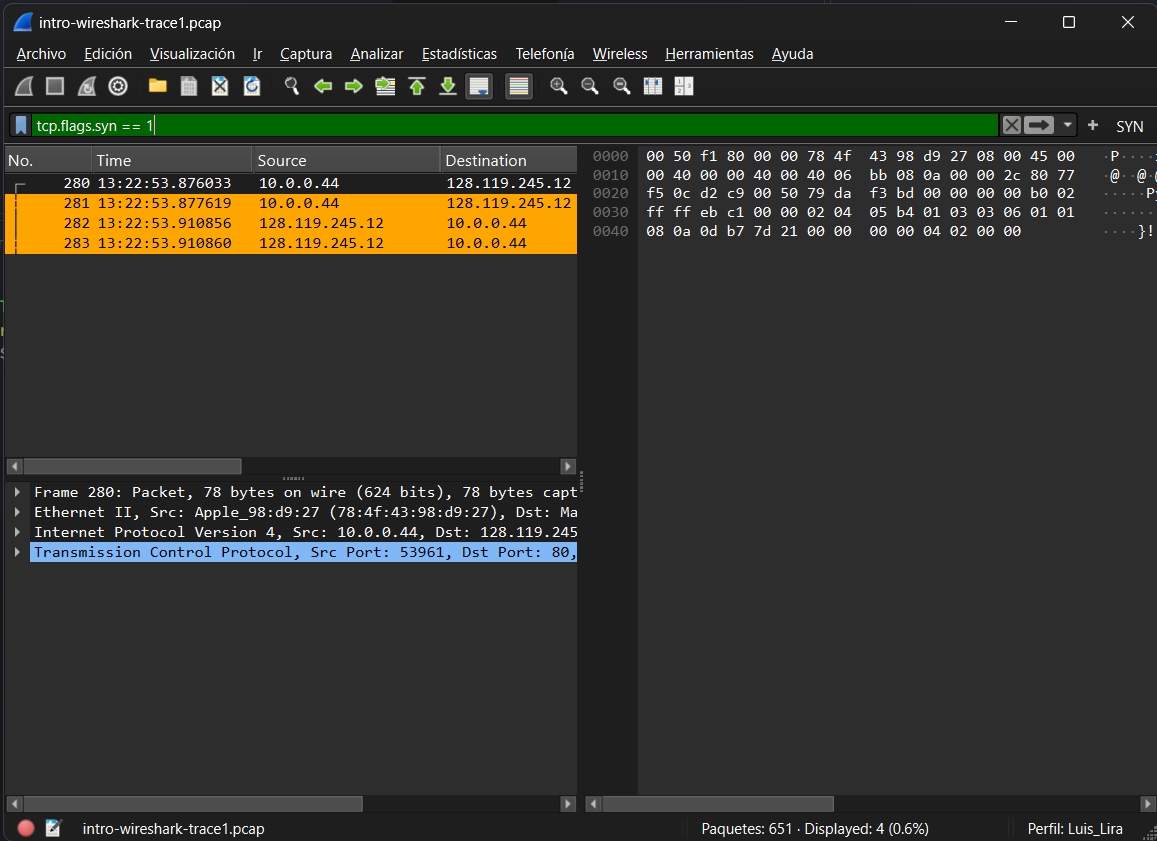 intro-wireshark-trace1.pcap
Archivo Edición Visualización Ir Captura Analizar Estadísticas Telefonía Wireless Herramientas Ayuda
tcp.flags.syn == 1
+ SYN
No. Time Source Destination
280 13:22:53.876033 10.0.0.44 128.119.245.12
281 13:22:53.877619 10.0.0.44 128.119.245.12
282 13:22:53.910856 128.119.245.12 10.0.0.44
283 13:22:53.910860 128.119.245.12 10.0.0.44
Frame 280: Packet, 78 bytes on wire (624 bits), 78 bytes capt
Ethernet II, Src: Apple_98:d9:27 (78:4f:43:98:d9:27), Dst: Ma
Internet Protocol Version 4, Src: 10.0.0.44, Dst: 128.119.245
Transmission Control Protocol, Src Port: 53961, Dst Port: 80,
0000 00 50 f1 80 00 00 78 4f 43 98 d9 27 08 00 45 00 ·P····
0010 00 40 00 00 40 00 40 06 bb 08 0a 00 00 2c 80 77 ·@··@·
0020 f5 0c d2 c9 00 50 79 da f3 bd 00 00 00 00 b0 02 ·····Py
0030 ff ff eb c1 00 00 02 04 05 b4 01 03 03 06 01 01 ·······
0040 08 0a 0d b7 7d 21 00 00 00 00 04 02 00 00 ····}!
intro-wireshark-trace1.pcap
Paquetes: 651 · Displayed: 4 (0.6%)
Perfil: Luis_Lira